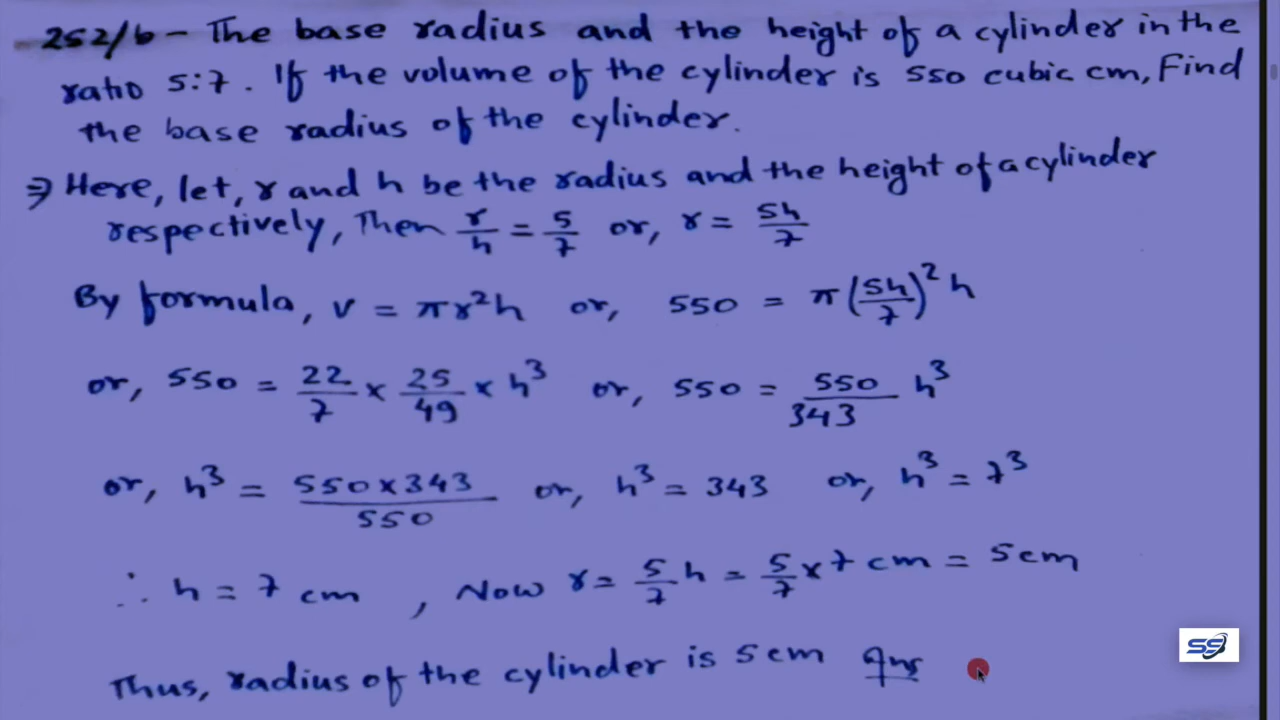 252/6 - The base radius and the height of a cylinder in the
ratio 5:7. If the volume of the cylinder is 550 cubic cm, Find
the base radius of the cylinder.
⇒ Here, let, r and h be the radius and the height of a cylinder
respectively, Then r/h = 5/7 or, r = 5h/7
By formula, v = πr²h or, 550 = π(5h/7)²h
or, 550 = 22/7 × 25/49 × h³ or, 550 = 550/343 h³
or, h³ = 550×343/550 or, h³ = 343 or, h³ = 7³
∴ h = 7 cm , Now r = 5/7 h = 5/7 × 7 cm = 5cm
Thus, radius of the cylinder is 5cm Ans
SS